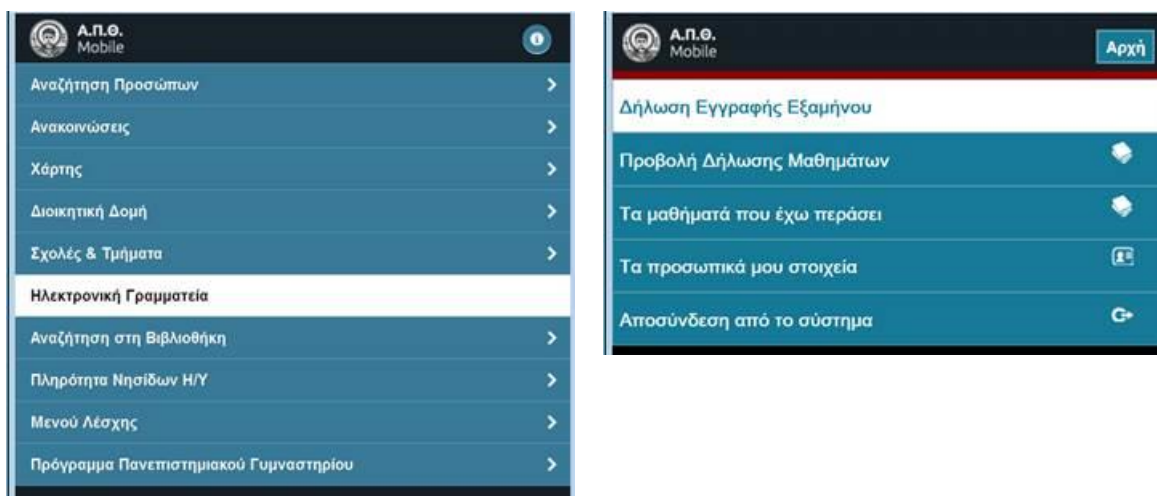 Α.Π.Θ.
Mobile
Αναζήτηση Προσώπων
Ανακοινώσεις
Χάρτης
Διοικητική Δομή
Σχολές & Τμήματα
Ηλεκτρονική Γραμματεία
Αναζήτηση στη Βιβλιοθήκη
Πληρότητα Νησίδων Η/Υ
Μενού Λέσχης
Πρόγραμμα Πανεπιστημιακού Γυμναστηρίου
Α.Π.Θ.
Mobile
Αρχή
Δήλωση Εγγραφής Εξαμήνου
Προβολή Δήλωσης Μαθημάτων
Τα μαθήματά που έχω περάσει
Τα προσωπικά μου στοιχεία
Αποσύνδεση από το σύστημα